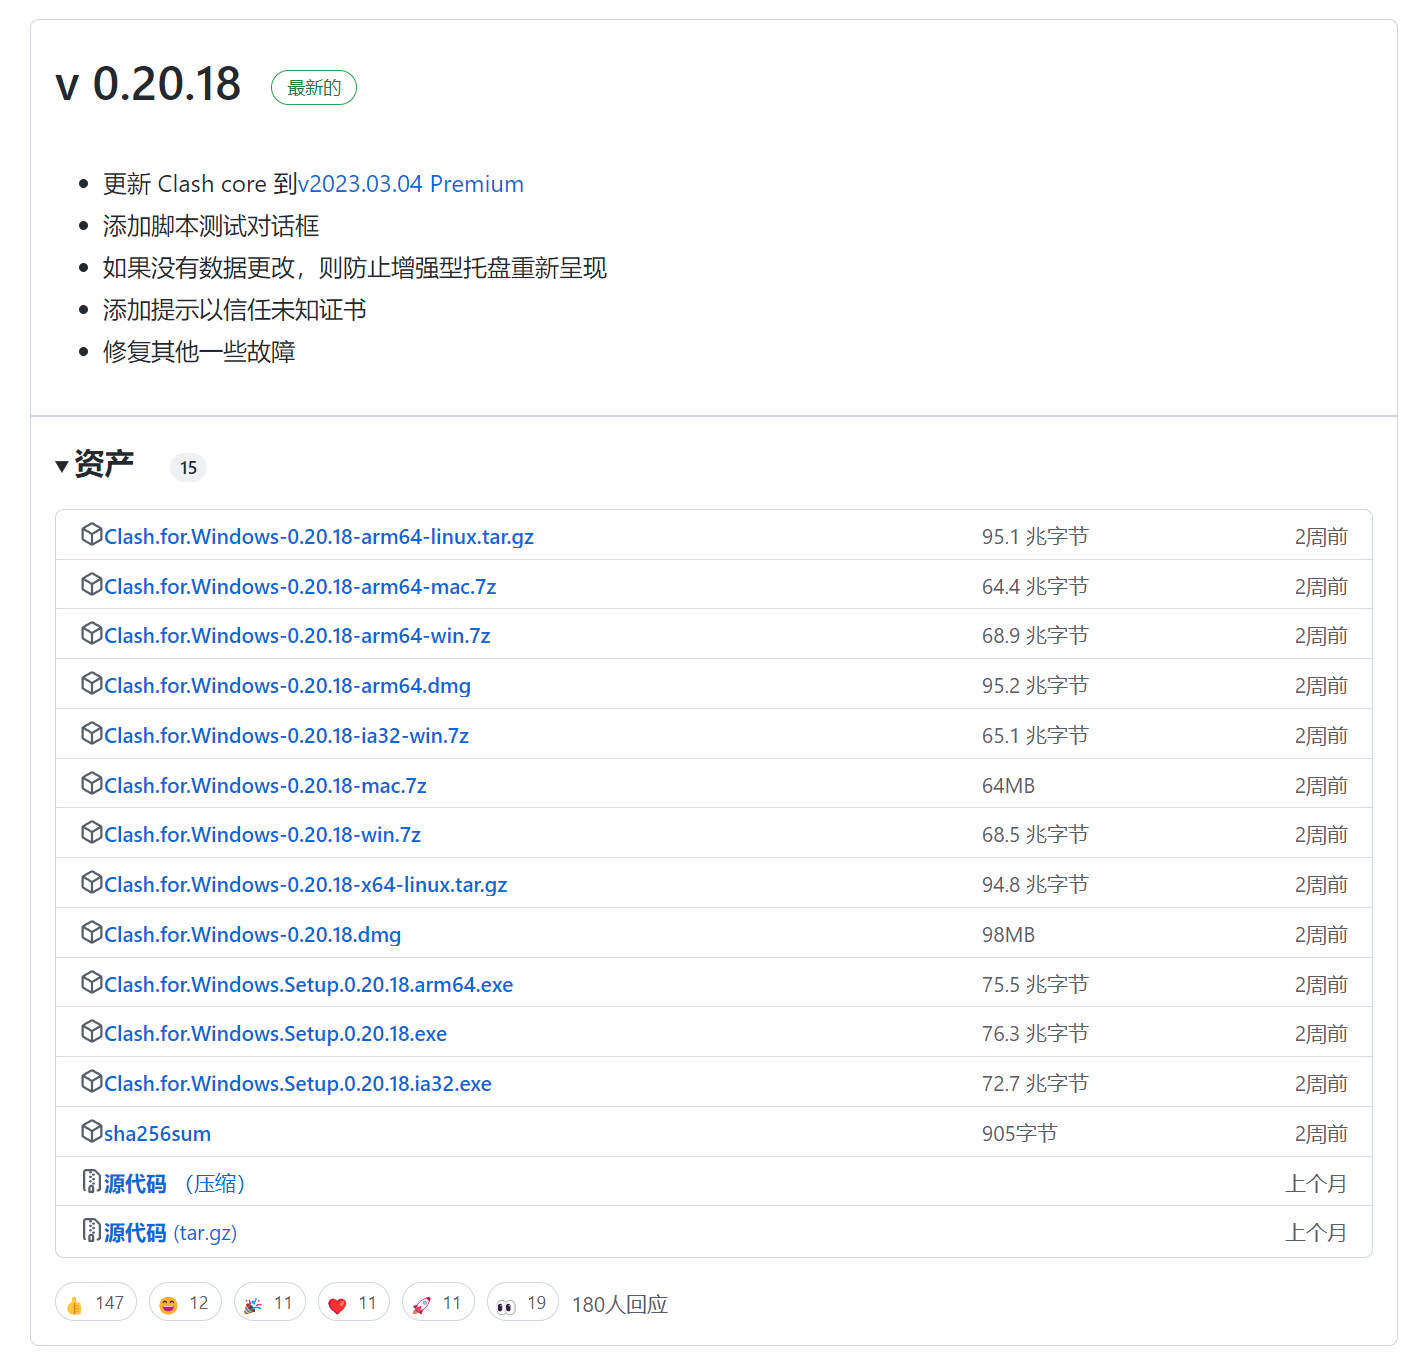 v 0.20.18 最新的
更新 Clash core 到v2023.03.04 Premium
添加脚本测试对话框
如果没有数据更改，则防止增强型托盘重新呈现
添加提示以信任未知证书
修复其他一些故障
资产 15
Clash.for.Windows-0.20.18-arm64-linux.tar.gz 95.1 兆字节 2周前
Clash.for.Windows-0.20.18-arm64-mac.7z 64.4 兆字节 2周前
Clash.for.Windows-0.20.18-arm64-win.7z 68.9 兆字节 2周前
Clash.for.Windows-0.20.18-arm64.dmg 95.2 兆字节 2周前
Clash.for.Windows-0.20.18-ia32-win.7z 65.1 兆字节 2周前
Clash.for.Windows-0.20.18-mac.7z 64MB 2周前
Clash.for.Windows-0.20.18-win.7z 68.5 兆字节 2周前
Clash.for.Windows-0.20.18-x64-linux.tar.gz 94.8 兆字节 2周前
Clash.for.Windows-0.20.18.dmg 98MB 2周前
Clash.for.Windows.Setup.0.20.18.arm64.exe 75.5 兆字节 2周前
Clash.for.Windows.Setup.0.20.18.exe 76.3 兆字节 2周前
Clash.for.Windows.Setup.0.20.18.ia32.exe 72.7 兆字节 2周前
sha256sum 905字节 2周前
源代码 （压缩） 上个月
源代码 (tar.gz) 上个月
147 12 11 11 11 19 180人回应